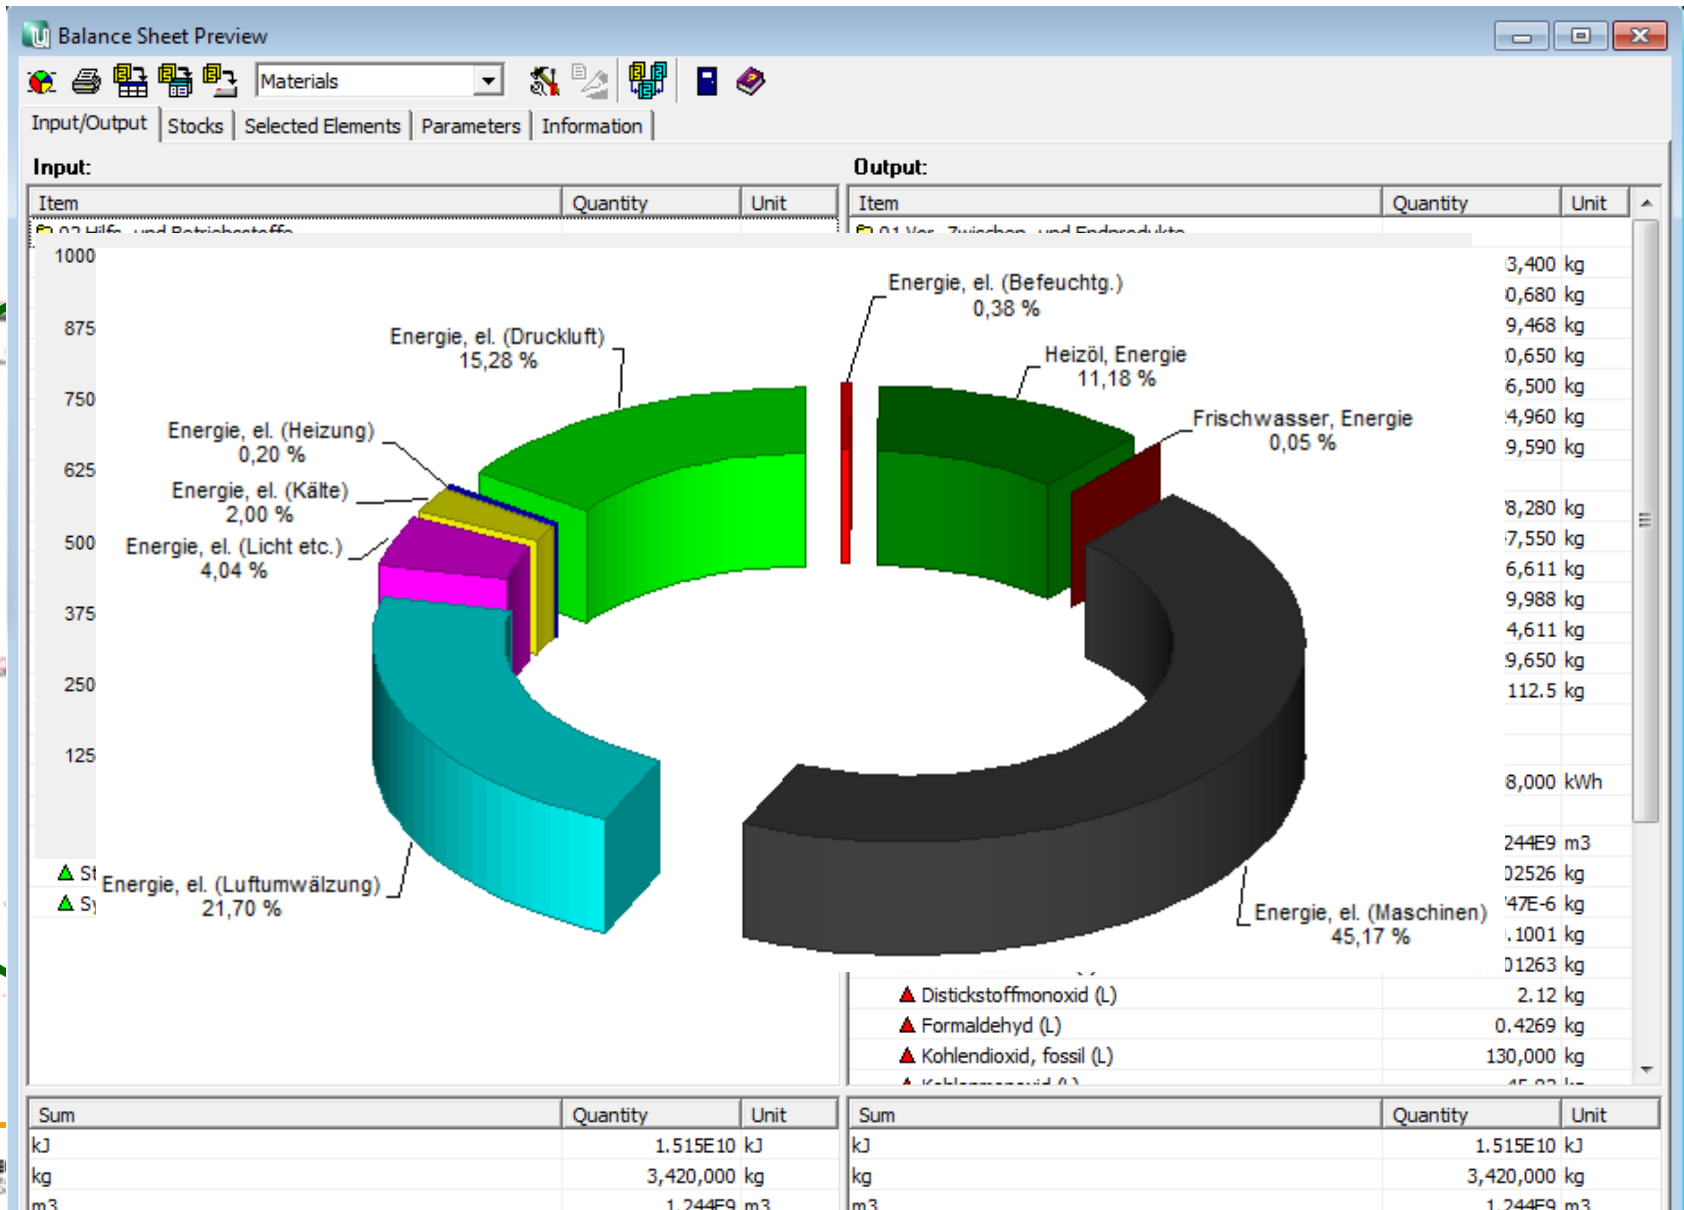 Balance Sheet Preview
Materials
Input/Output Stocks Selected Elements Parameters Information
Input: Output:
Item Quantity Unit Item Quantity Unit
1000
875
750
625
500
375
250
125
Energie, el. (Befeuchtg.)
0,38 %
Energie, el. (Druckluft)
15,28 %
Heizöl, Energie
11,18 %
Frischwasser, Energie
0,05 %
Energie, el. (Heizung)
0,20 %
Energie, el. (Kälte)
2,00 %
Energie, el. (Licht etc.)
4,04 %
Energie, el. (Luftumwälzung)
21,70 %
Energie, el. (Maschinen)
45,17 %
3,400 kg
0,680 kg
9,468 kg
0,650 kg
6,500 kg
4,960 kg
9,590 kg
8,280 kg
7,550 kg
6,611 kg
9,988 kg
4,611 kg
9,650 kg
112.5 kg
8,000 kWh
244E9 m3
02526 kg
47E-6 kg
.1001 kg
01263 kg
Distickstoffmonoxid (L) 2.12 kg
Formaldehyd (L) 0.4269 kg
Kohlendioxid, fossil (L) 130,000 kg
Sum Quantity Unit Sum Quantity Unit
kJ 1.515E10 kJ kJ 1.515E10 kJ
kg 3,420,000 kg kg 3,420,000 kg
m3 1.244E9 m3 m3 1.244E9 m3